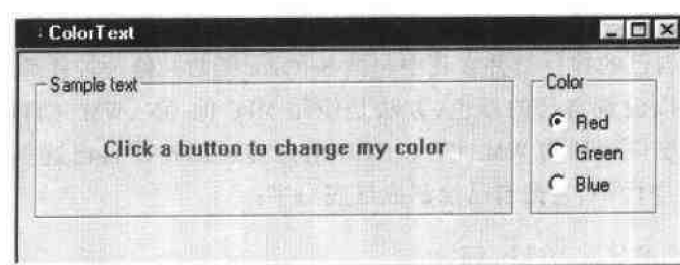 ColorText
Sample text
Click a button to change my color
Color
Red
Green
Blue